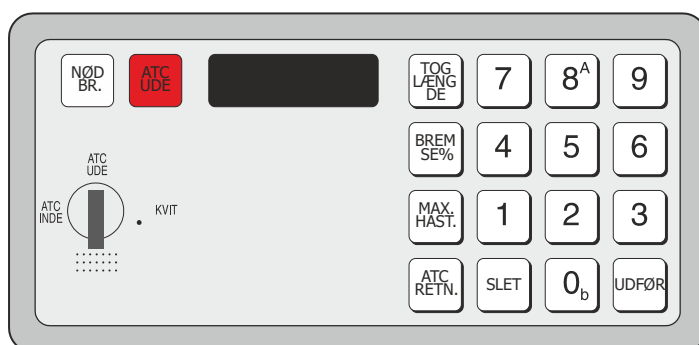 NØD
BR.
ATC
UDE
TOG
LÆNG
DE
7
8A
9
BREM
SE%
4
5
6
ATC
UDE
ATC
INDE
KVIT
MAX.
HAST.
1
2
3
ATC
RETN.
SLET
0b
UDFØR